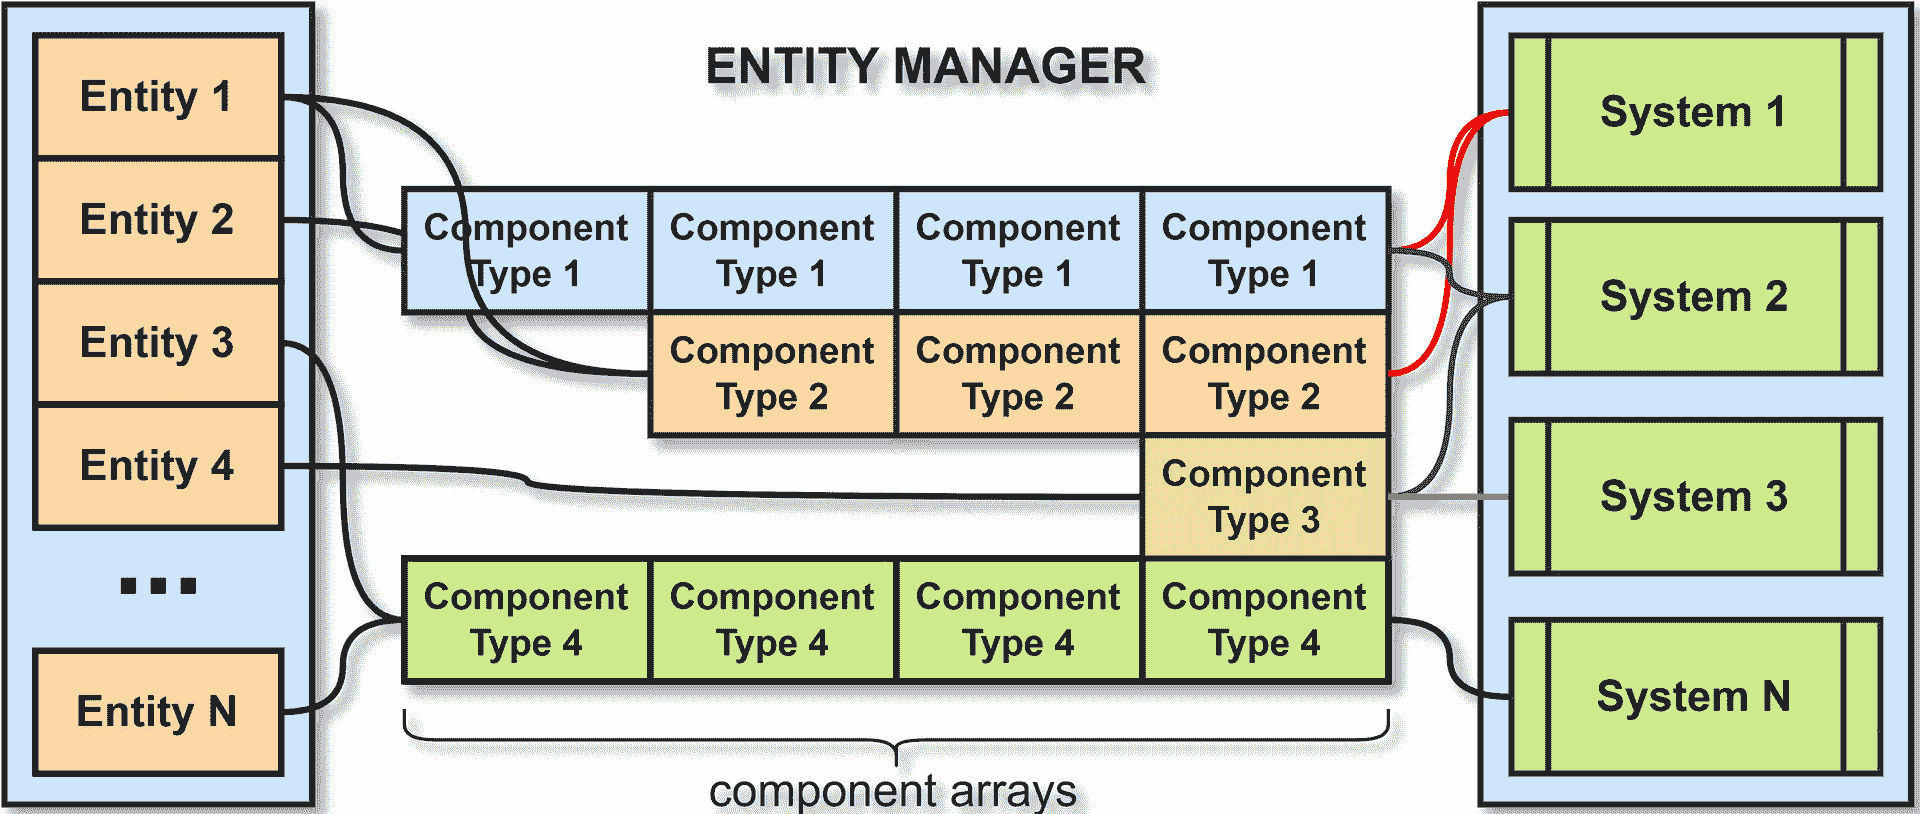 ENTITY MANAGER
Entity 1
Entity 2
Entity 3
Entity 4
...
Entity N
Component Component Component Component
Type 1 Type 1 Type 1 Type 1
Component Component Component
Type 2 Type 2 Type 2
Component
Type 3
Component Component Component Component
Type 4 Type 4 Type 4 Type 4
component arrays
System 1
System 2
System 3
System N